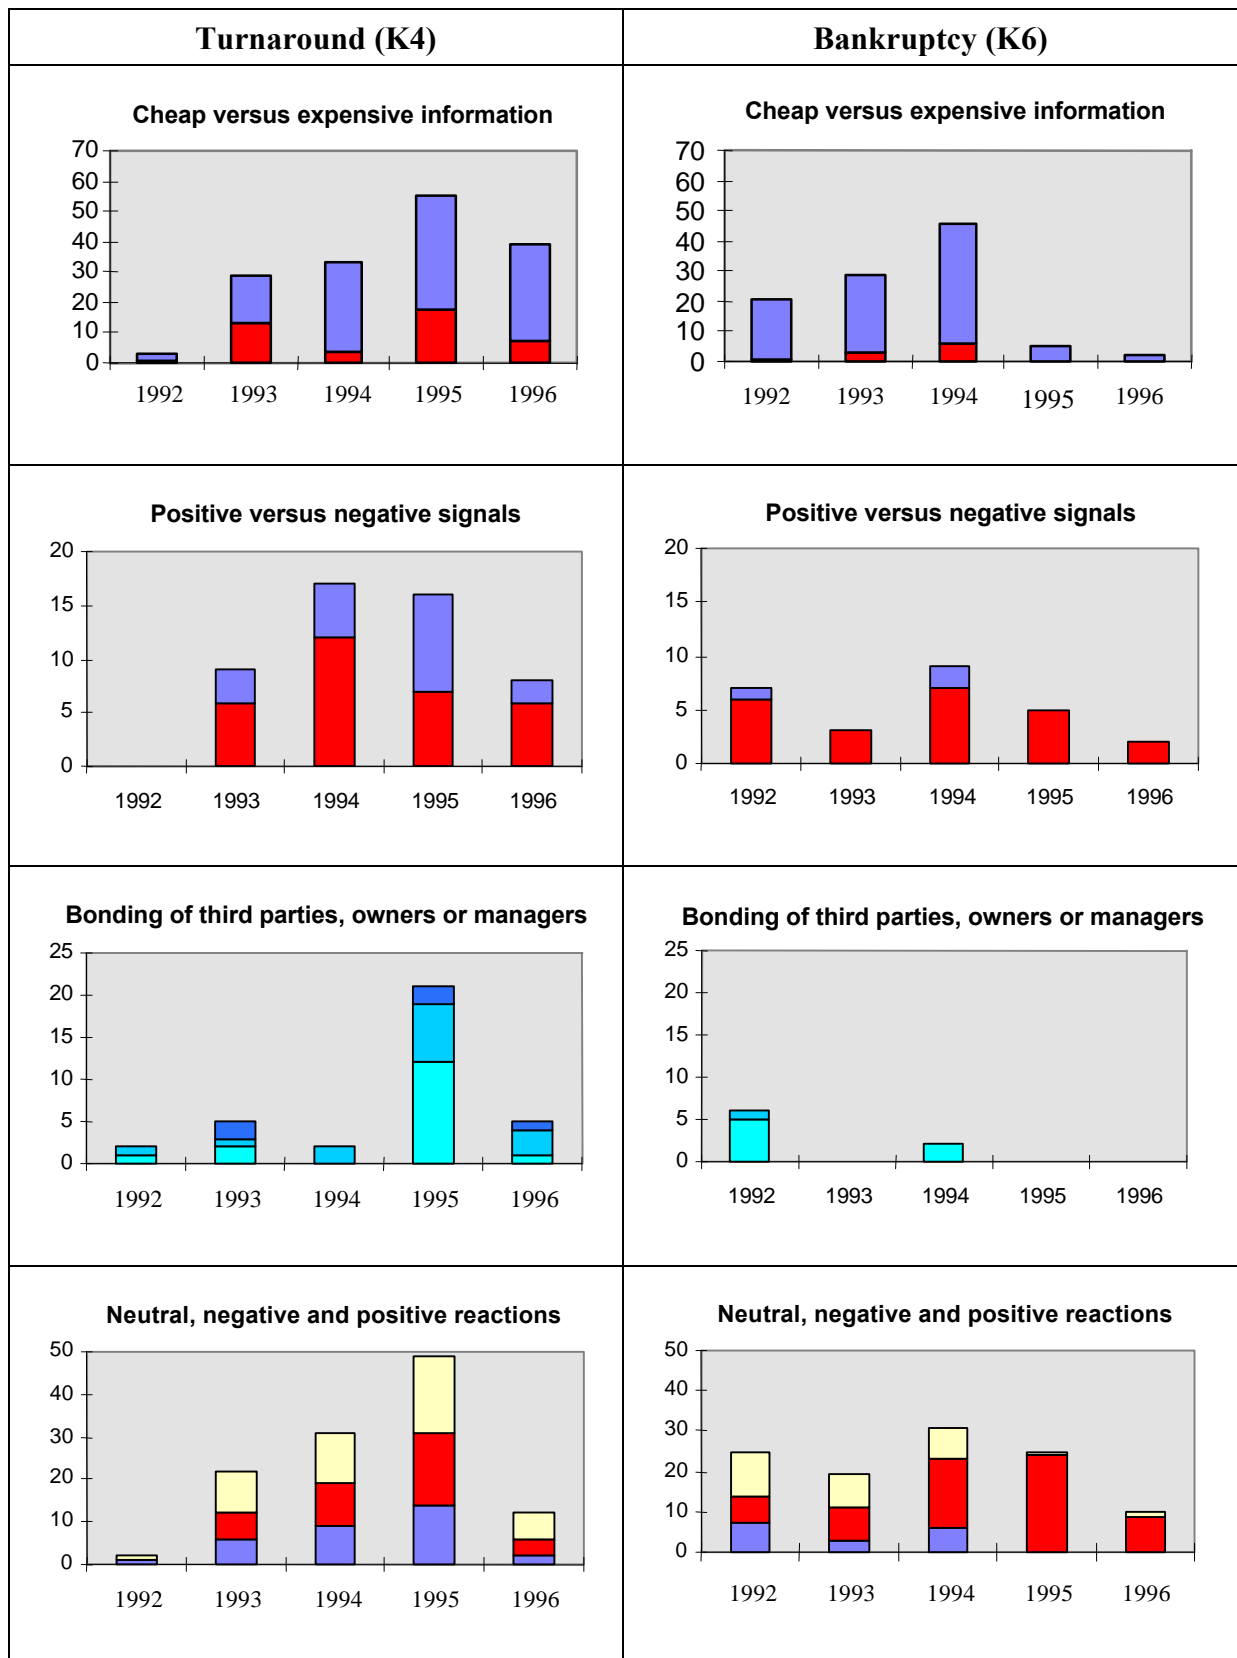 Turnaround (K4)
Bankruptcy (K6)
Cheap versus expensive information
70
60
50
40
30
20
10
0
1992 1993 1994 1995 1996
Cheap versus expensive information
70
60
50
40
30
20
10
0
1992 1993 1994 1995 1996
Positive versus negative signals
20
15
10
5
0
1992 1993 1994 1995 1996
Positive versus negative signals
20
15
10
5
0
1992 1993 1994 1995 1996
Bonding of third parties, owners or managers
25
20
15
10
5
0
1992 1993 1994 1995 1996
Bonding of third parties, owners or managers
25
20
15
10
5
0
1992 1993 1994 1995 1996
Neutral, negative and positive reactions
50
40
30
20
10
0
1992 1993 1994 1995 1996
Neutral, negative and positive reactions
50
40
30
20
10
0
1992 1993 1994 1995 1996